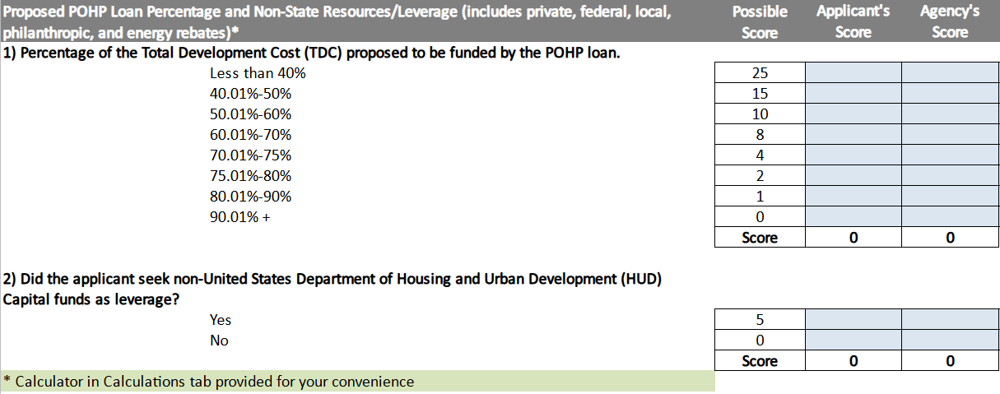 Proposed POHP Loan Percentage and Non-State Resources/Leverage (includes private, federal, local, philanthropic, and energy rebates)* Possible Score Applicant's Score Agency's Score
1) Percentage of the Total Development Cost (TDC) proposed to be funded by the POHP loan.
Less than 40% 25
40.01%-50% 15
50.01%-60% 10
60.01%-70% 8
70.01%-75% 4
75.01%-80% 2
80.01%-90% 1
90.01% + 0
Score 0 0
2) Did the applicant seek non-United States Department of Housing and Urban Development (HUD)
Capital funds as leverage?
Yes 5
No 0
Score 0 0
* Calculator in Calculations tab provided for your convenience